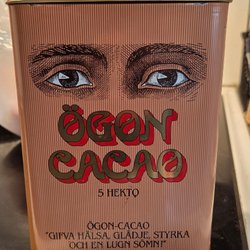 ÖGON
CACAO
5 HEKTO
ÖGON-CACAO
"GIFVA HÄLSA, GLÄDJE, STYRKA
OCH EN LUGN SÖMN!"